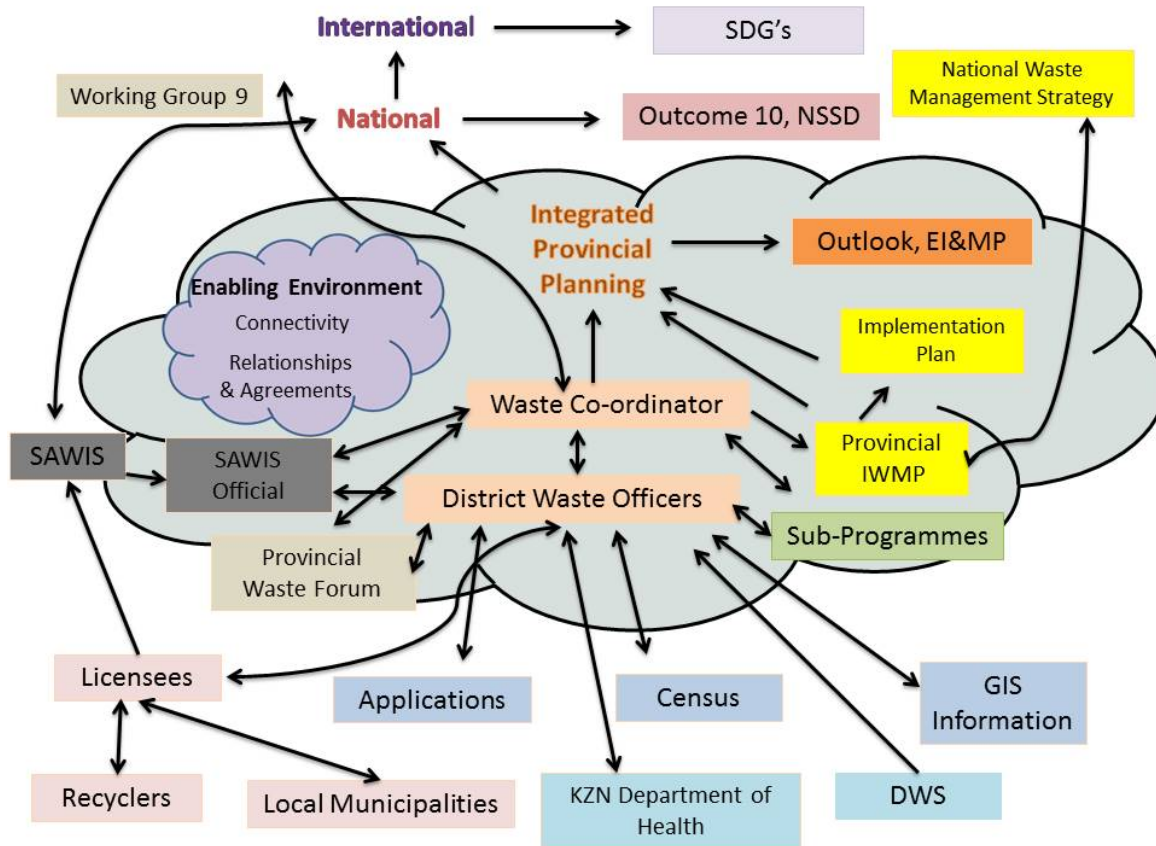 International
SDG's
Working Group 9
National
Outcome 10, NSSD
National Waste
Management Strategy
Integrated
Provincial
Planning
Outlook, EI&MP
Enabling Environment
Connectivity
Relationships
& Agreements
Implementation
Plan
Waste Co-ordinator
Provincial
IWMP
SAWIS
SAWIS
Official
District Waste Officers
Sub-Programmes
Provincial
Waste Forum
Licensees
Applications
Census
GIS
Information
Recyclers
Local Municipalities
KZN Department of
Health
DWS